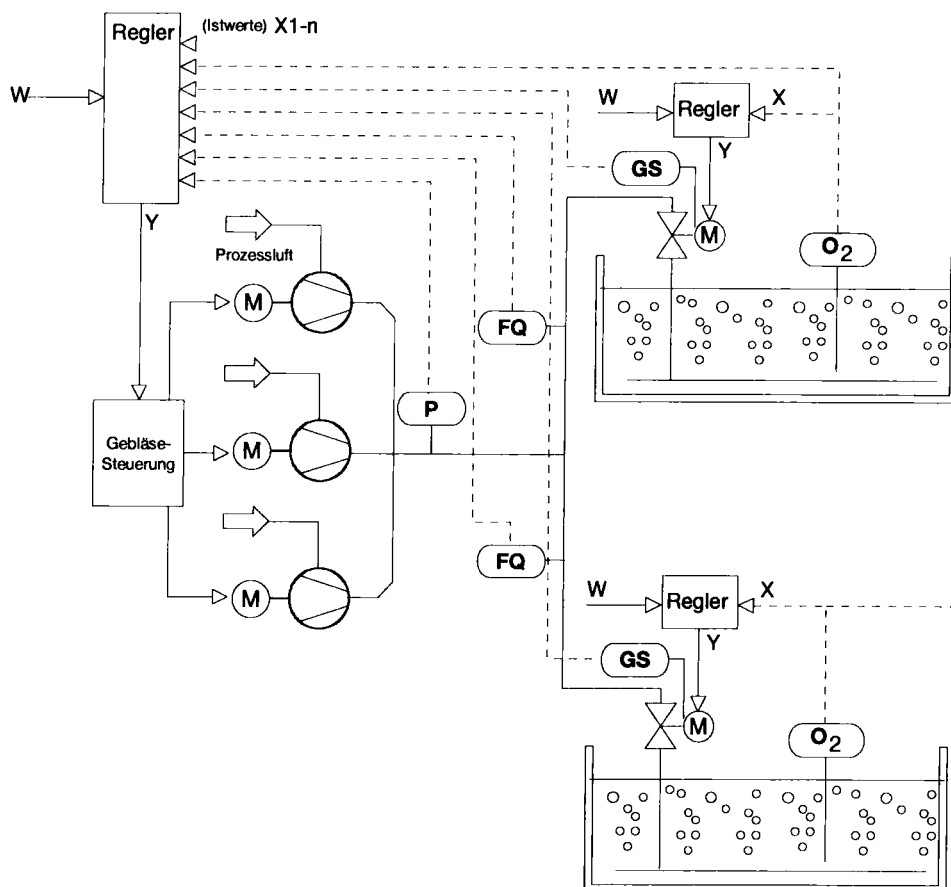 Regler
(Istwerte) X1-n
W
Y
Prozessluft
M
Gebläse-
Steuerung
M
M
P
FQ
FQ
W
Regler
X
Y
GS
M
O2
W
Regler
X
Y
GS
M
O2